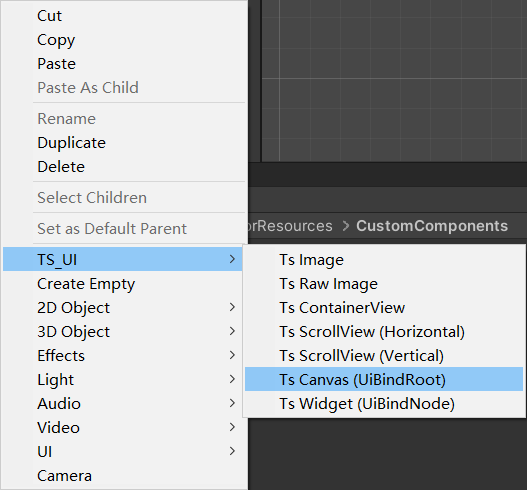 Cut
Copy
Paste
Paste As Child
Rename
Duplicate
Delete
Select Children
Set as Default Parent
orResources > CustomComponents
TS_UI >
Ts Image
Create Empty
Ts Raw Image
2D Object >
Ts ContainerView
3D Object >
Ts ScrollView (Horizontal)
Effects >
Ts ScrollView (Vertical)
Light >
Ts Canvas (UiBindRoot)
Audio >
Ts Widget (UiBindNode)
Video >
UI >
Camera